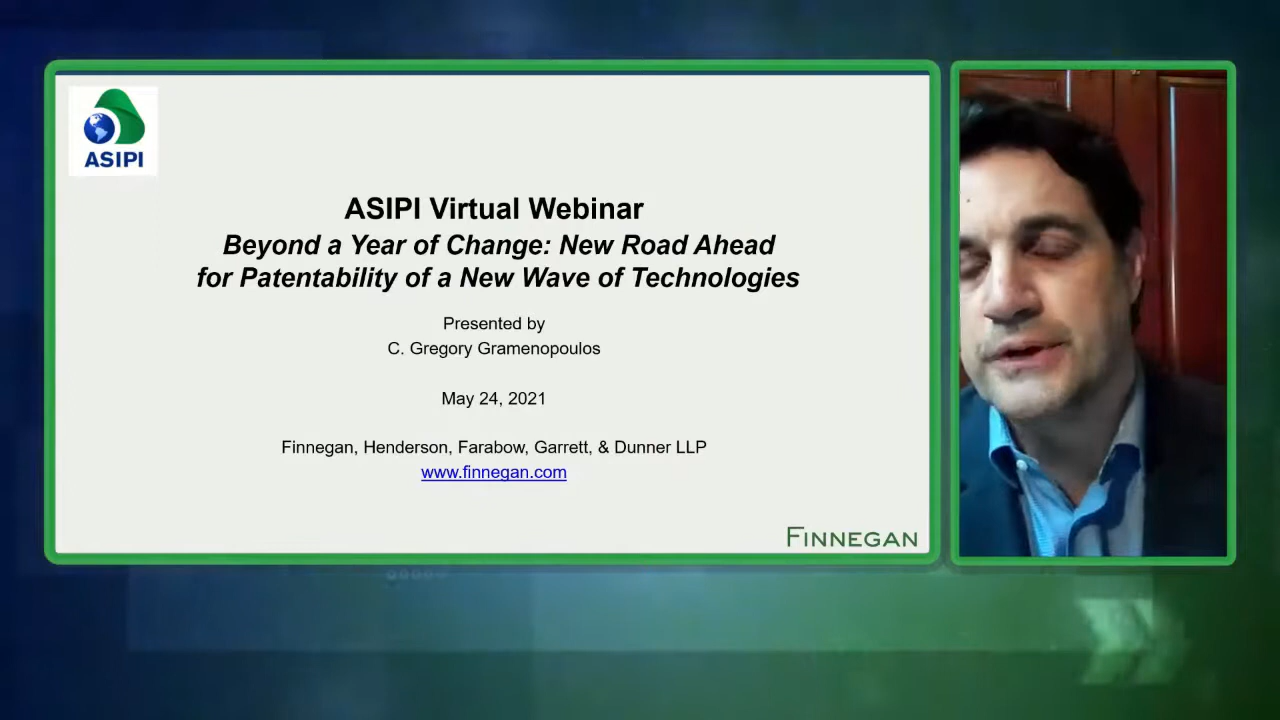 ASIPI
ASIPI Virtual Webinar
Beyond a Year of Change: New Road Ahead
for Patentability of a New Wave of Technologies
Presented by
C. Gregory Gramenopoulos
May 24, 2021
Finnegan, Henderson, Farabow, Garrett, & Dunner LLP
www.finnegan.com
FINNEGAN